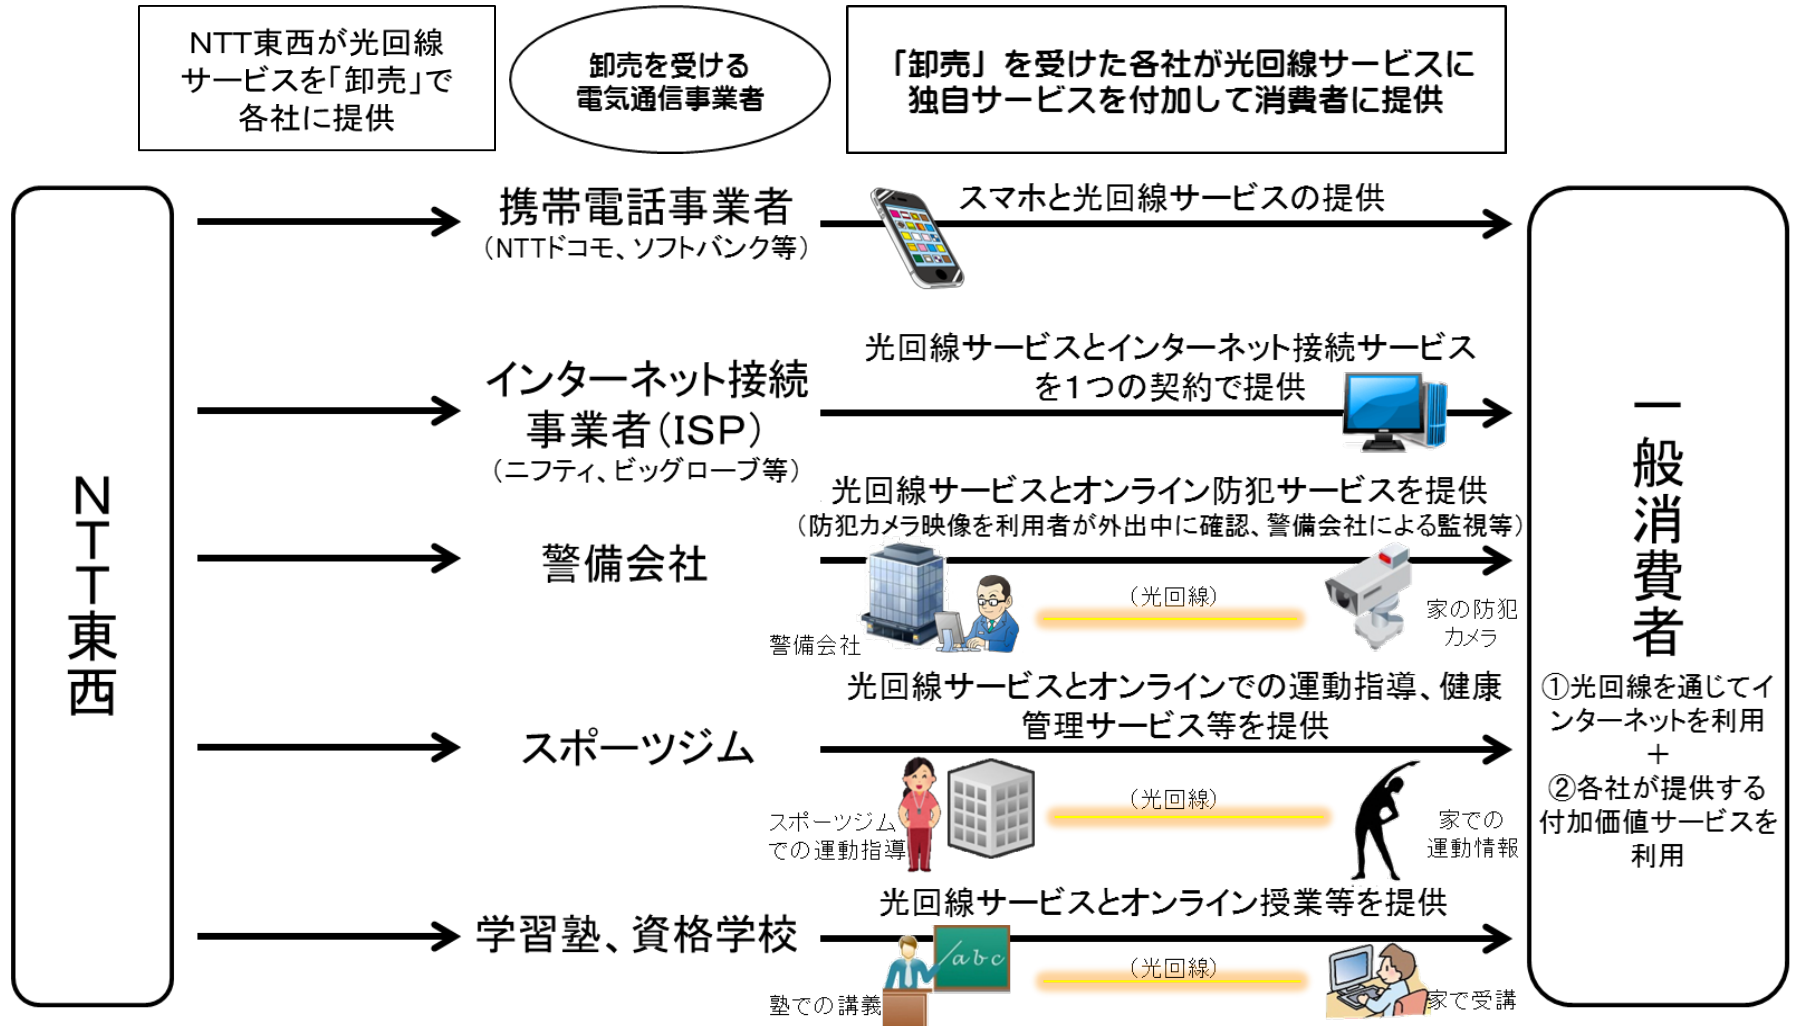 NTT東西が光回線
サービスを「卸売」で
各社に提供
卸売を受ける
電気通信事業者
「卸売」を受けた各社が光回線サービスに
独自サービスを付加して消費者に提供
NTT東西
携帯電話事業者
（NTTドコモ、ソフトバンク等）
スマホと光回線サービスの提供
インターネット接続
事業者（ISP）
（ニフティ、ビッグローブ等）
光回線サービスとインターネット接続サービス
を1つの契約で提供
警備会社
光回線サービスとオンライン防犯サービスを提供
（防犯カメラ映像を利用者が外出中に確認、警備会社による監視等）
警備会社
（光回線）
家の防犯
カメラ
スポーツジム
光回線サービスとオンラインでの運動指導、健康
管理サービス等を提供
スポーツジム
での運動指導
（光回線）
家での
運動情報
学習塾、資格学校
光回線サービスとオンライン授業等を提供
塾での講義
abc
（光回線）
家で受講
一般消費者
①光回線を通じてイ
ンターネットを利用
＋
②各社が提供する
付加価値サービスを
利用